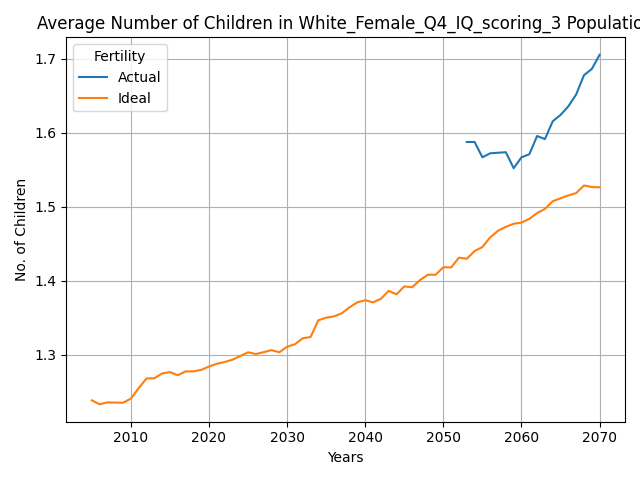 Average Number of Children in White_Female_Q4_IQ_scoring_3 Populatio
Fertility
Actual
Ideal
No. of Children
1.7
1.6
1.5
1.4
1.3
2010 2020 2030 2040 2050 2060 2070
Years